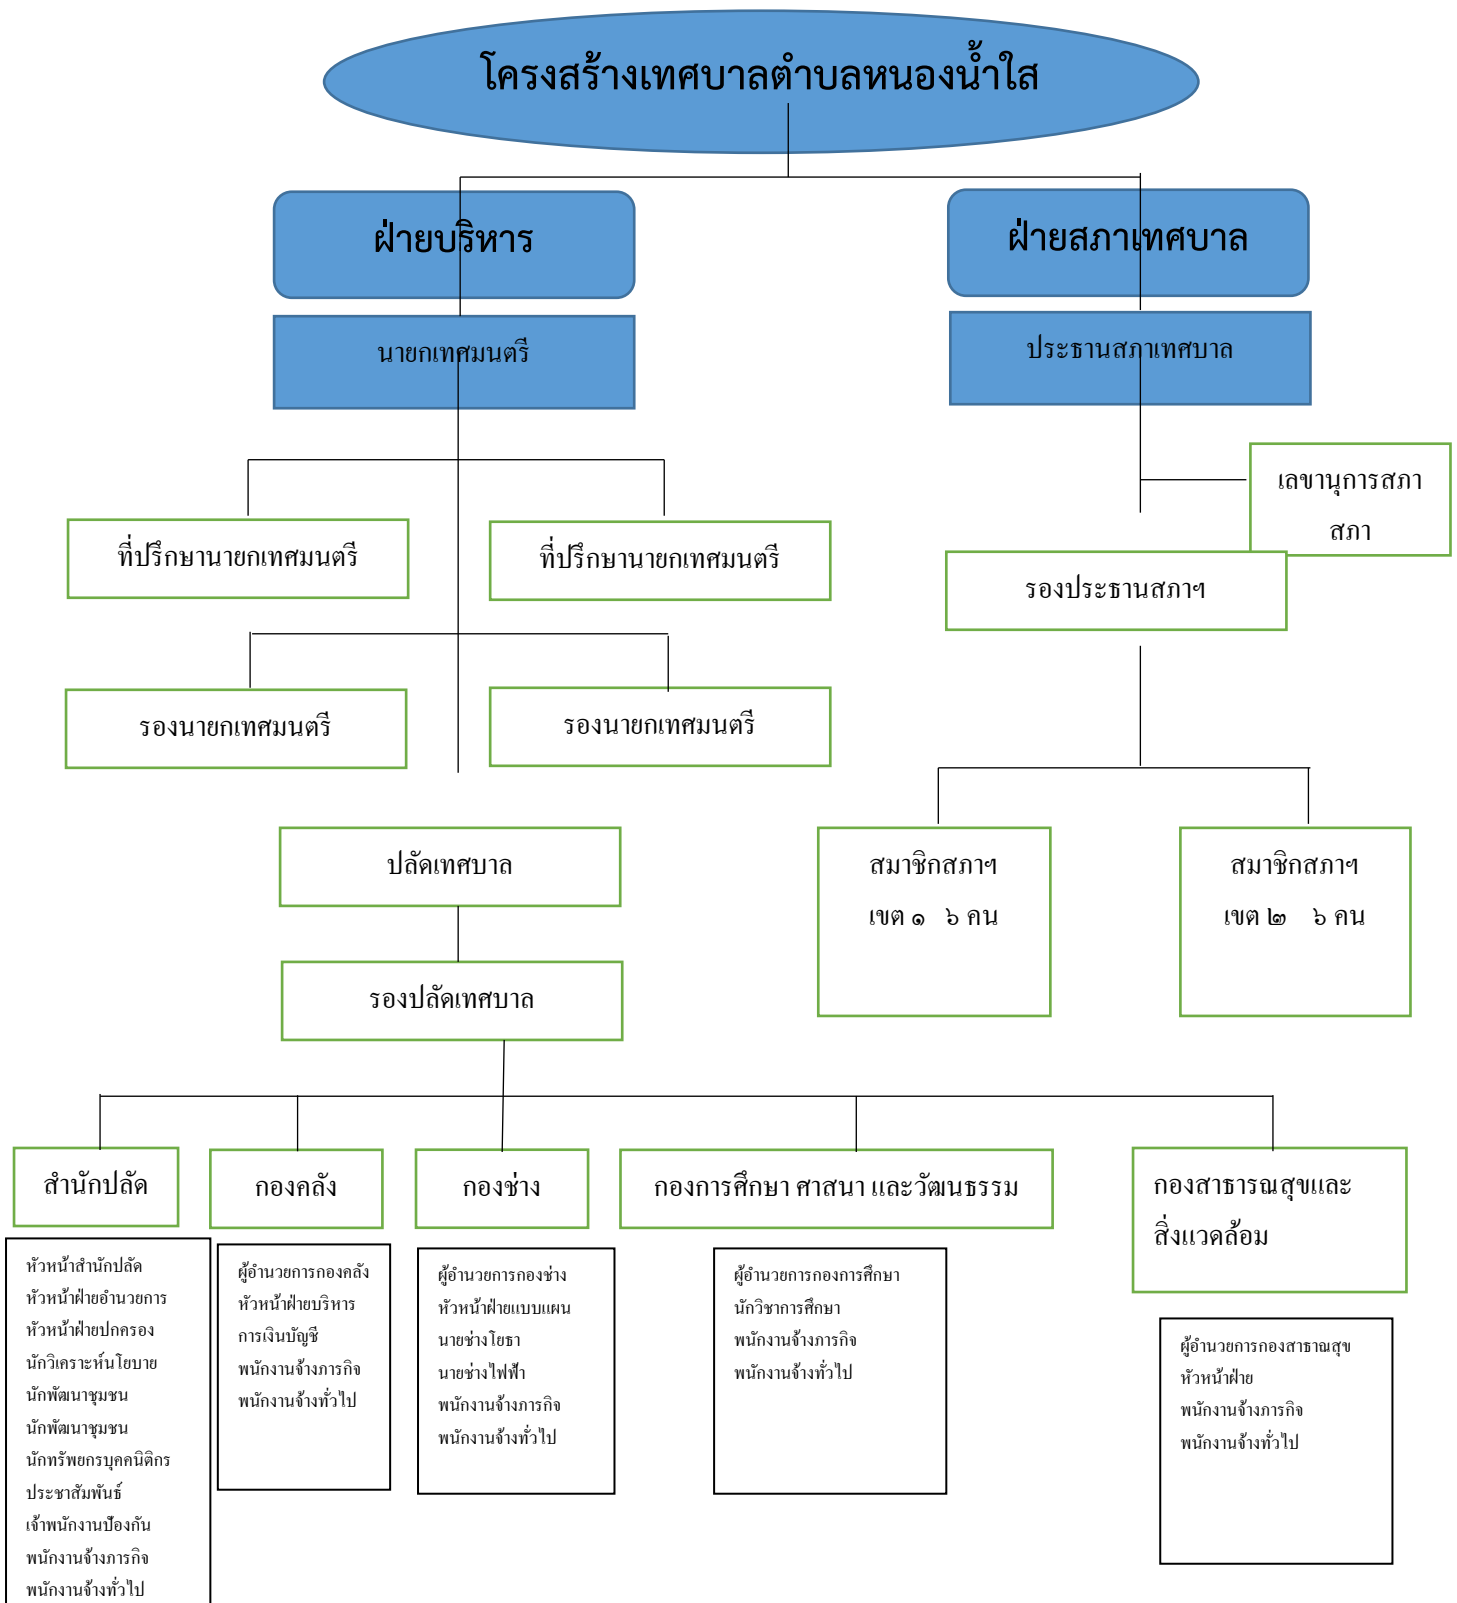 โครงสร้างเทศบาลตำบลหนองน้ำใส
ฝ่ายบริหาร
ฝ่ายสภาเทศบาล
นายกเทศมนตรี
ประธานสภาเทศบาล
เลขานุการสภา
สภา
ที่ปรึกษานายกเทศมนตรี
ที่ปรึกษานายกเทศมนตรี
รองประธานสภาฯ
รองนายกเทศมนตรี
รองนายกเทศมนตรี
ปลัดเทศบาล
สมาชิกสภาฯ
เขต ๑ ๖ คน
สมาชิกสภาฯ
เขต ๒ ๖ คน
รองปลัดเทศบาล
สำนักปลัด
กองคลัง
กองช่าง
กองการศึกษา ศาสนา และวัฒนธรรม
กองสาธารณสุขและ
สิ่งแวดล้อม
หัวหน้าสำนักปลัด
หัวหน้าฝ่ายอำนวยการ
หัวหน้าฝ่ายปกครอง
นักวิเคราะห์นโยบาย
นักพัฒนาชุมชน
นักพัฒนาชุมชน
นักทรัพยกรบุคคนิติกร
ประชาสัมพันธ์
เจ้าพนักงานป้องกัน
พนักงานจ้างภารกิจ
พนักงานจ้างทั่วไป
ผู้อำนวยการกองคลัง
หัวหน้าฝ่ายบริหาร
การเงินบัญชี
พนักงานจ้างภารกิจ
พนักงานจ้างทั่วไป
ผู้อำนวยการกองช่าง
หัวหน้าฝ่ายแบบแผน
นายช่างโยธา
นายช่างไฟฟ้า
พนักงานจ้างภารกิจ
พนักงานจ้างทั่วไป
ผู้อำนวยการกองการศึกษา
นักวิชาการศึกษา
พนักงานจ้างภารกิจ
พนักงานจ้างทั่วไป
ผู้อำนวยการกองสาธาณสุข
หัวหน้าฝ่าย
พนักงานจ้างภารกิจ
พนักงานจ้างทั่วไป